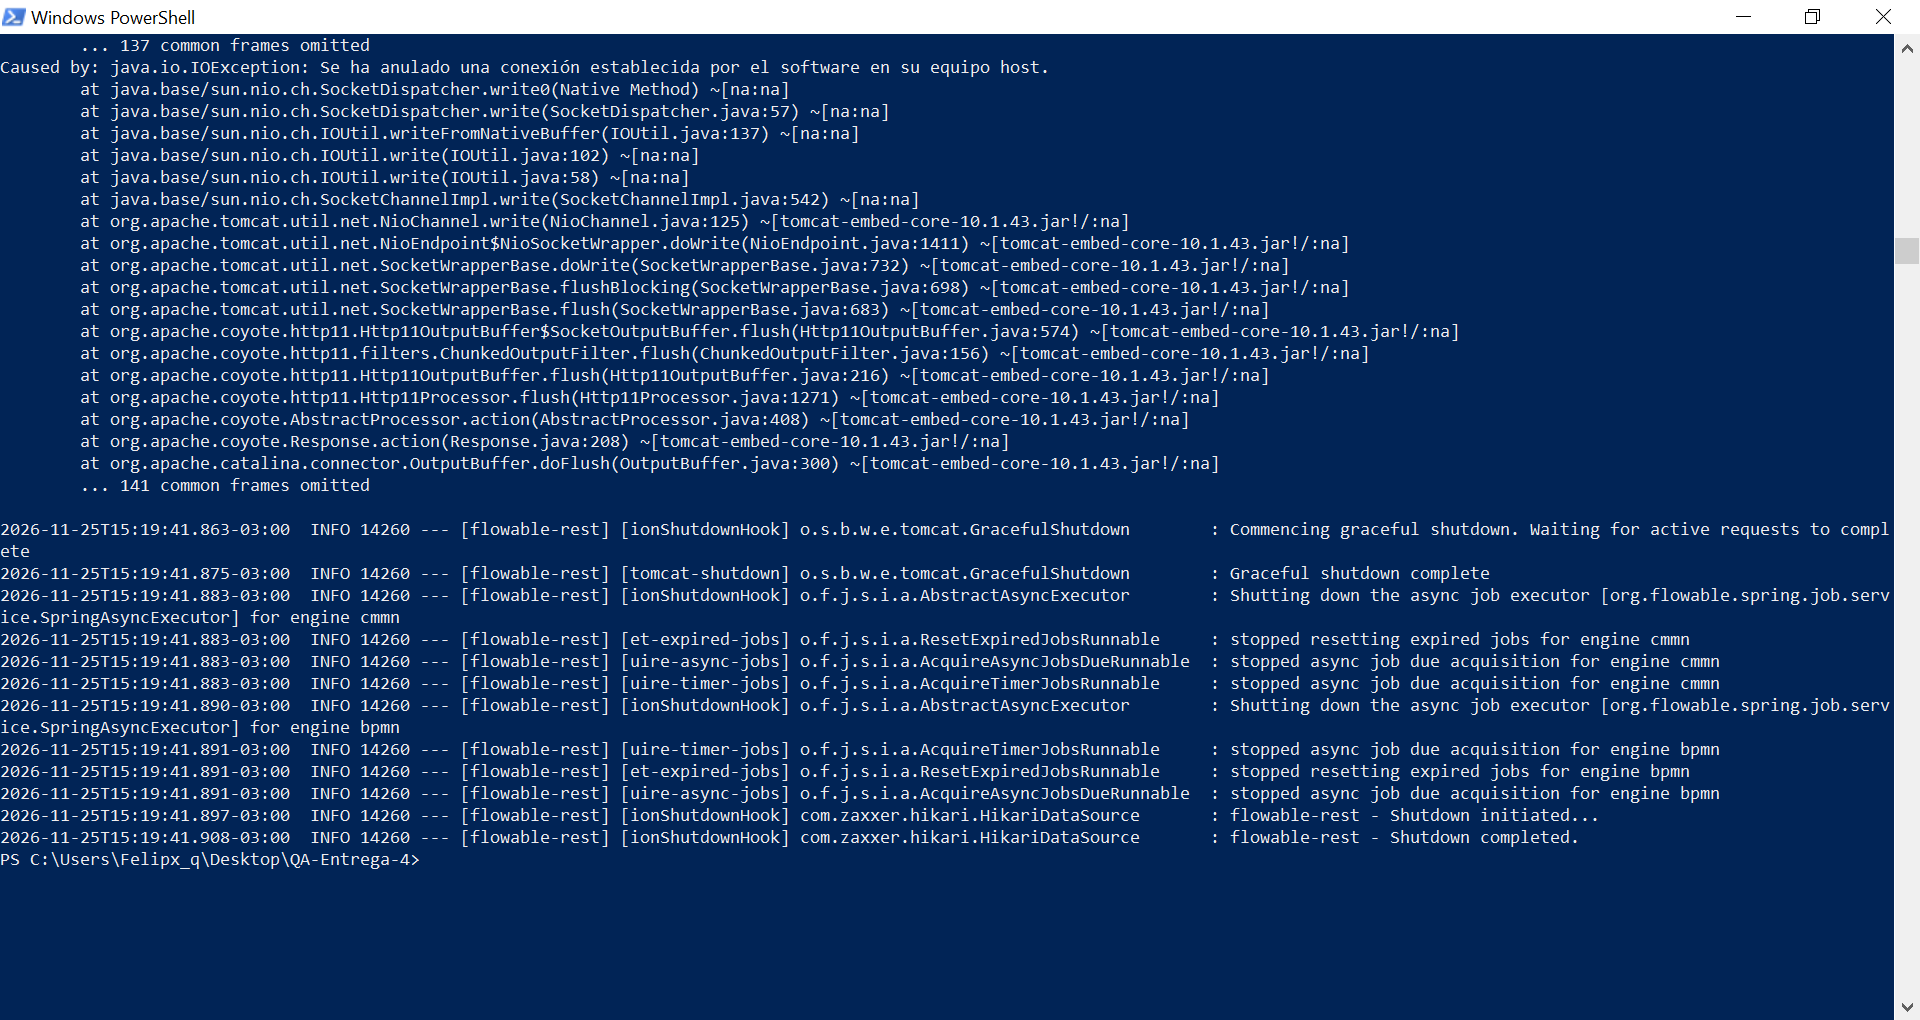 Windows PowerShell
... 137 common frames omitted
Caused by: java.io.IOException: Se ha anulado una conexión establecida por el software en su equipo host.
at java.base/sun.nio.ch.SocketDispatcher.write0(Native Method) ~[na:na]
at java.base/sun.nio.ch.SocketDispatcher.write(SocketDispatcher.java:57) ~[na:na]
at java.base/sun.nio.ch.IOUtil.writeFromNativeBuffer(IOUtil.java:137) ~[na:na]
at java.base/sun.nio.ch.IOUtil.write(IOUtil.java:102) ~[na:na]
at java.base/sun.nio.ch.IOUtil.write(IOUtil.java:58) ~[na:na]
at java.base/sun.nio.ch.SocketChannelImpl.write(SocketChannelImpl.java:542) ~[na:na]
at org.apache.tomcat.util.net.NioChannel.write(NioChannel.java:125) ~[tomcat-embed-core-10.1.43.jar!/:na]
at org.apache.tomcat.util.net.NioEndpoint$NioSocketWrapper.doWrite(NioEndpoint.java:1411) ~[tomcat-embed-core-10.1.43.jar!/:na]
at org.apache.tomcat.util.net.SocketWrapperBase.doWrite(SocketWrapperBase.java:732) ~[tomcat-embed-core-10.1.43.jar!/:na]
at org.apache.tomcat.util.net.SocketWrapperBase.flushBlocking(SocketWrapperBase.java:698) ~[tomcat-embed-core-10.1.43.jar!/:na]
at org.apache.tomcat.util.net.SocketWrapperBase.flush(SocketWrapperBase.java:683) ~[tomcat-embed-core-10.1.43.jar!/:na]
at org.apache.coyote.http11.Http11OutputBuffer$SocketOutputBuffer.flush(Http11OutputBuffer.java:574) ~[tomcat-embed-core-10.1.43.jar!/:na]
at org.apache.coyote.http11.filters.ChunkedOutputFilter.flush(ChunkedOutputFilter.java:156) ~[tomcat-embed-core-10.1.43.jar!/:na]
at org.apache.coyote.http11.Http11OutputBuffer.flush(Http11OutputBuffer.java:216) ~[tomcat-embed-core-10.1.43.jar!/:na]
at org.apache.coyote.http11.Http11Processor.flush(Http11Processor.java:1271) ~[tomcat-embed-core-10.1.43.jar!/:na]
at org.apache.coyote.AbstractProcessor.action(AbstractProcessor.java:408) ~[tomcat-embed-core-10.1.43.jar!/:na]
at org.apache.coyote.Response.action(Response.java:208) ~[tomcat-embed-core-10.1.43.jar!/:na]
at org.apache.catalina.connector.OutputBuffer.doFlush(OutputBuffer.java:300) ~[tomcat-embed-core-10.1.43.jar!/:na]
... 141 common frames omitted
2026-11-25T15:19:41.863-03:00  INFO 14260 --- [flowable-rest] [ionShutdownHook] o.s.b.w.e.tomcat.GracefulShutdown        : Commencing graceful shutdown. Waiting for active requests to compl
ete
2026-11-25T15:19:41.875-03:00  INFO 14260 --- [flowable-rest] [tomcat-shutdown] o.s.b.w.e.tomcat.GracefulShutdown        : Graceful shutdown complete
2026-11-25T15:19:41.883-03:00  INFO 14260 --- [flowable-rest] [ionShutdownHook] o.f.j.s.i.a.AbstractAsyncExecutor        : Shutting down the async job executor [org.flowable.spring.job.serv
ice.SpringAsyncExecutor] for engine cmmn
2026-11-25T15:19:41.883-03:00  INFO 14260 --- [flowable-rest] [et-expired-jobs] o.f.j.s.i.a.ResetExpiredJobsRunnable     : stopped resetting expired jobs for engine cmmn
2026-11-25T15:19:41.883-03:00  INFO 14260 --- [flowable-rest] [uire-async-jobs] o.f.j.s.i.a.AcquireAsyncJobsDueRunnable  : stopped async job due acquisition for engine cmmn
2026-11-25T15:19:41.883-03:00  INFO 14260 --- [flowable-rest] [uire-timer-jobs] o.f.j.s.i.a.AcquireTimerJobsRunnable     : stopped async job due acquisition for engine cmmn
2026-11-25T15:19:41.890-03:00  INFO 14260 --- [flowable-rest] [ionShutdownHook] o.f.j.s.i.a.AbstractAsyncExecutor        : Shutting down the async job executor [org.flowable.spring.job.serv
ice.SpringAsyncExecutor] for engine bpmn
2026-11-25T15:19:41.891-03:00  INFO 14260 --- [flowable-rest] [uire-timer-jobs] o.f.j.s.i.a.AcquireTimerJobsRunnable     : stopped async job due acquisition for engine bpmn
2026-11-25T15:19:41.891-03:00  INFO 14260 --- [flowable-rest] [et-expired-jobs] o.f.j.s.i.a.ResetExpiredJobsRunnable     : stopped resetting expired jobs for engine bpmn
2026-11-25T15:19:41.891-03:00  INFO 14260 --- [flowable-rest] [uire-async-jobs] o.f.j.s.i.a.AcquireAsyncJobsDueRunnable  : stopped async job due acquisition for engine bpmn
2026-11-25T15:19:41.897-03:00  INFO 14260 --- [flowable-rest] [ionShutdownHook] com.zaxxer.hikari.HikariDataSource       : flowable-rest - Shutdown initiated...
2026-11-25T15:19:41.908-03:00  INFO 14260 --- [flowable-rest] [ionShutdownHook] com.zaxxer.hikari.HikariDataSource       : flowable-rest - Shutdown completed.
PS C:\Users\Felipx_q\Desktop\QA-Entrega-4>